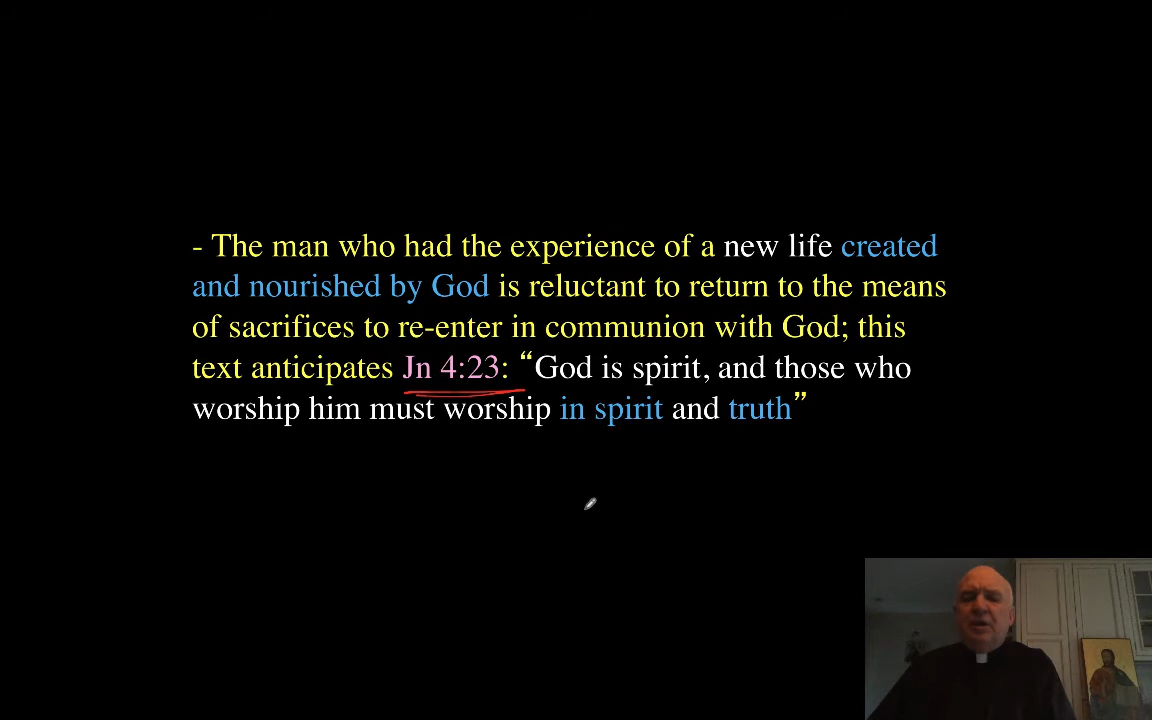 - The man who had the experience of a new life created
and nourished by God is reluctant to return to the means
of sacrifices to re-enter in communion with God; this
text anticipates Jn 4:23: “God is spirit, and those who
worship him must worship in spirit and truth”